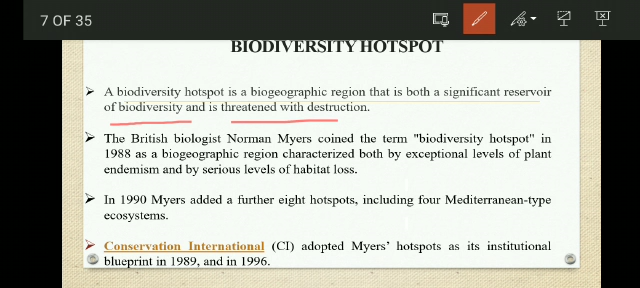 7 OF 35
BIODIVERSITY HOTSPOT
➤ A biodiversity hotspot is a biogeographic region that is both a significant reservoir
of biodiversity and is threatened with destruction.
➤ The British biologist Norman Myers coined the term "biodiversity hotspot" in
1988 as a biogeographic region characterized both by exceptional levels of plant
endemism and by serious levels of habitat loss.
➤ In 1990 Myers added a further eight hotspots, including four Mediterranean-type
ecosystems.
➤ Conservation International (CI) adopted Myers’ hotspots as its institutional
blueprint in 1989, and in 1996.